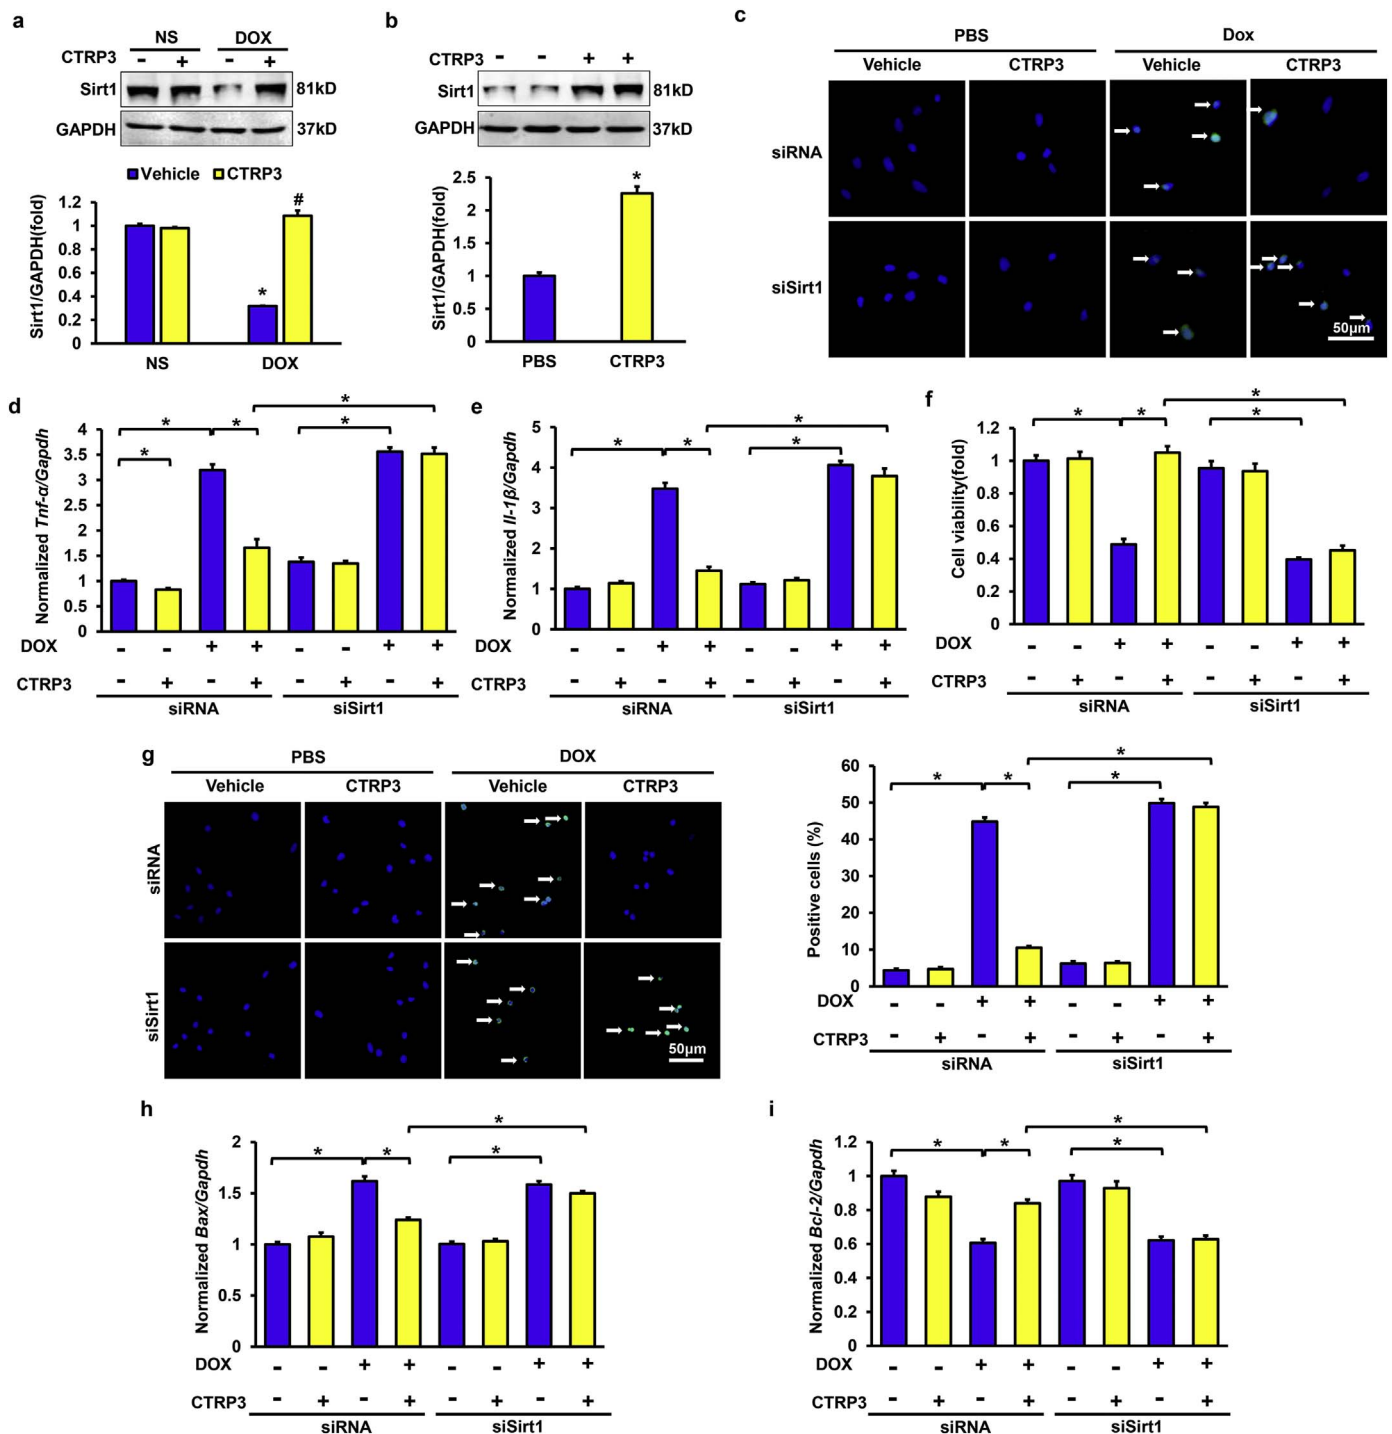 a
NS DOX
CTRP3 - + - +
Sirt1 81kD
GAPDH 37kD
Vehicle CTRP3
Sirt1/GAPDH(fold)
1.2
1
0.8
0.6
0.4
0.2
0
* #
NS DOX
b
CTRP3 - - + +
Sirt1 81kD
GAPDH 37kD
Sirt1/GAPDH(fold)
2.5
2
1.5
1
0.5
0
*
PBS CTRP3
c
PBS Dox
Vehicle CTRP3 Vehicle CTRP3
siRNA
siSirt1
50μm
d
Normalized Tnf-α/Gapdh
4
3.5
3
2.5
2
1.5
1
0.5
0
* * * * *
DOX - - + + - - + +
CTRP3 - + - + - + - +
siRNA siSirt1
e
Normalized Il-1β/Gapdh
5
4
3
2
1
0
* * * *
DOX - - + + - - + +
CTRP3 - + - + - + - +
siRNA siSirt1
f
Cell viability(fold)
1.2
1
0.8
0.6
0.4
0.2
0
* * * *
DOX - - + + - - + +
CTRP3 - + - + - + - +
siRNA siSirt1
g
PBS DOX
Vehicle CTRP3 Vehicle CTRP3
siRNA
siSirt1
50μm
Positive cells (%)
60
50
40
30
20
10
0
* * * *
DOX - - + + - - + +
CTRP3 - + - + - + - +
siRNA siSirt1
h
Normalized Bax/Gapdh
2
1.5
1
0.5
0
* * * *
DOX - - + + - - + +
CTRP3 - + - + - + - +
siRNA siSirt1
i
Normalized Bcl-2/Gapdh
1.2
1
0.8
0.6
0.4
0.2
0
* * * *
DOX - - + + - - + +
CTRP3 - + - + - + - +
siRNA siSirt1